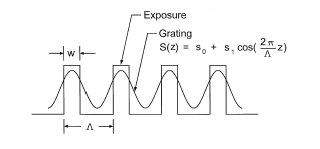 Exposure
w
Grating
S(z) = s₀ + s₁ cos(2π/Λ z)
Λ